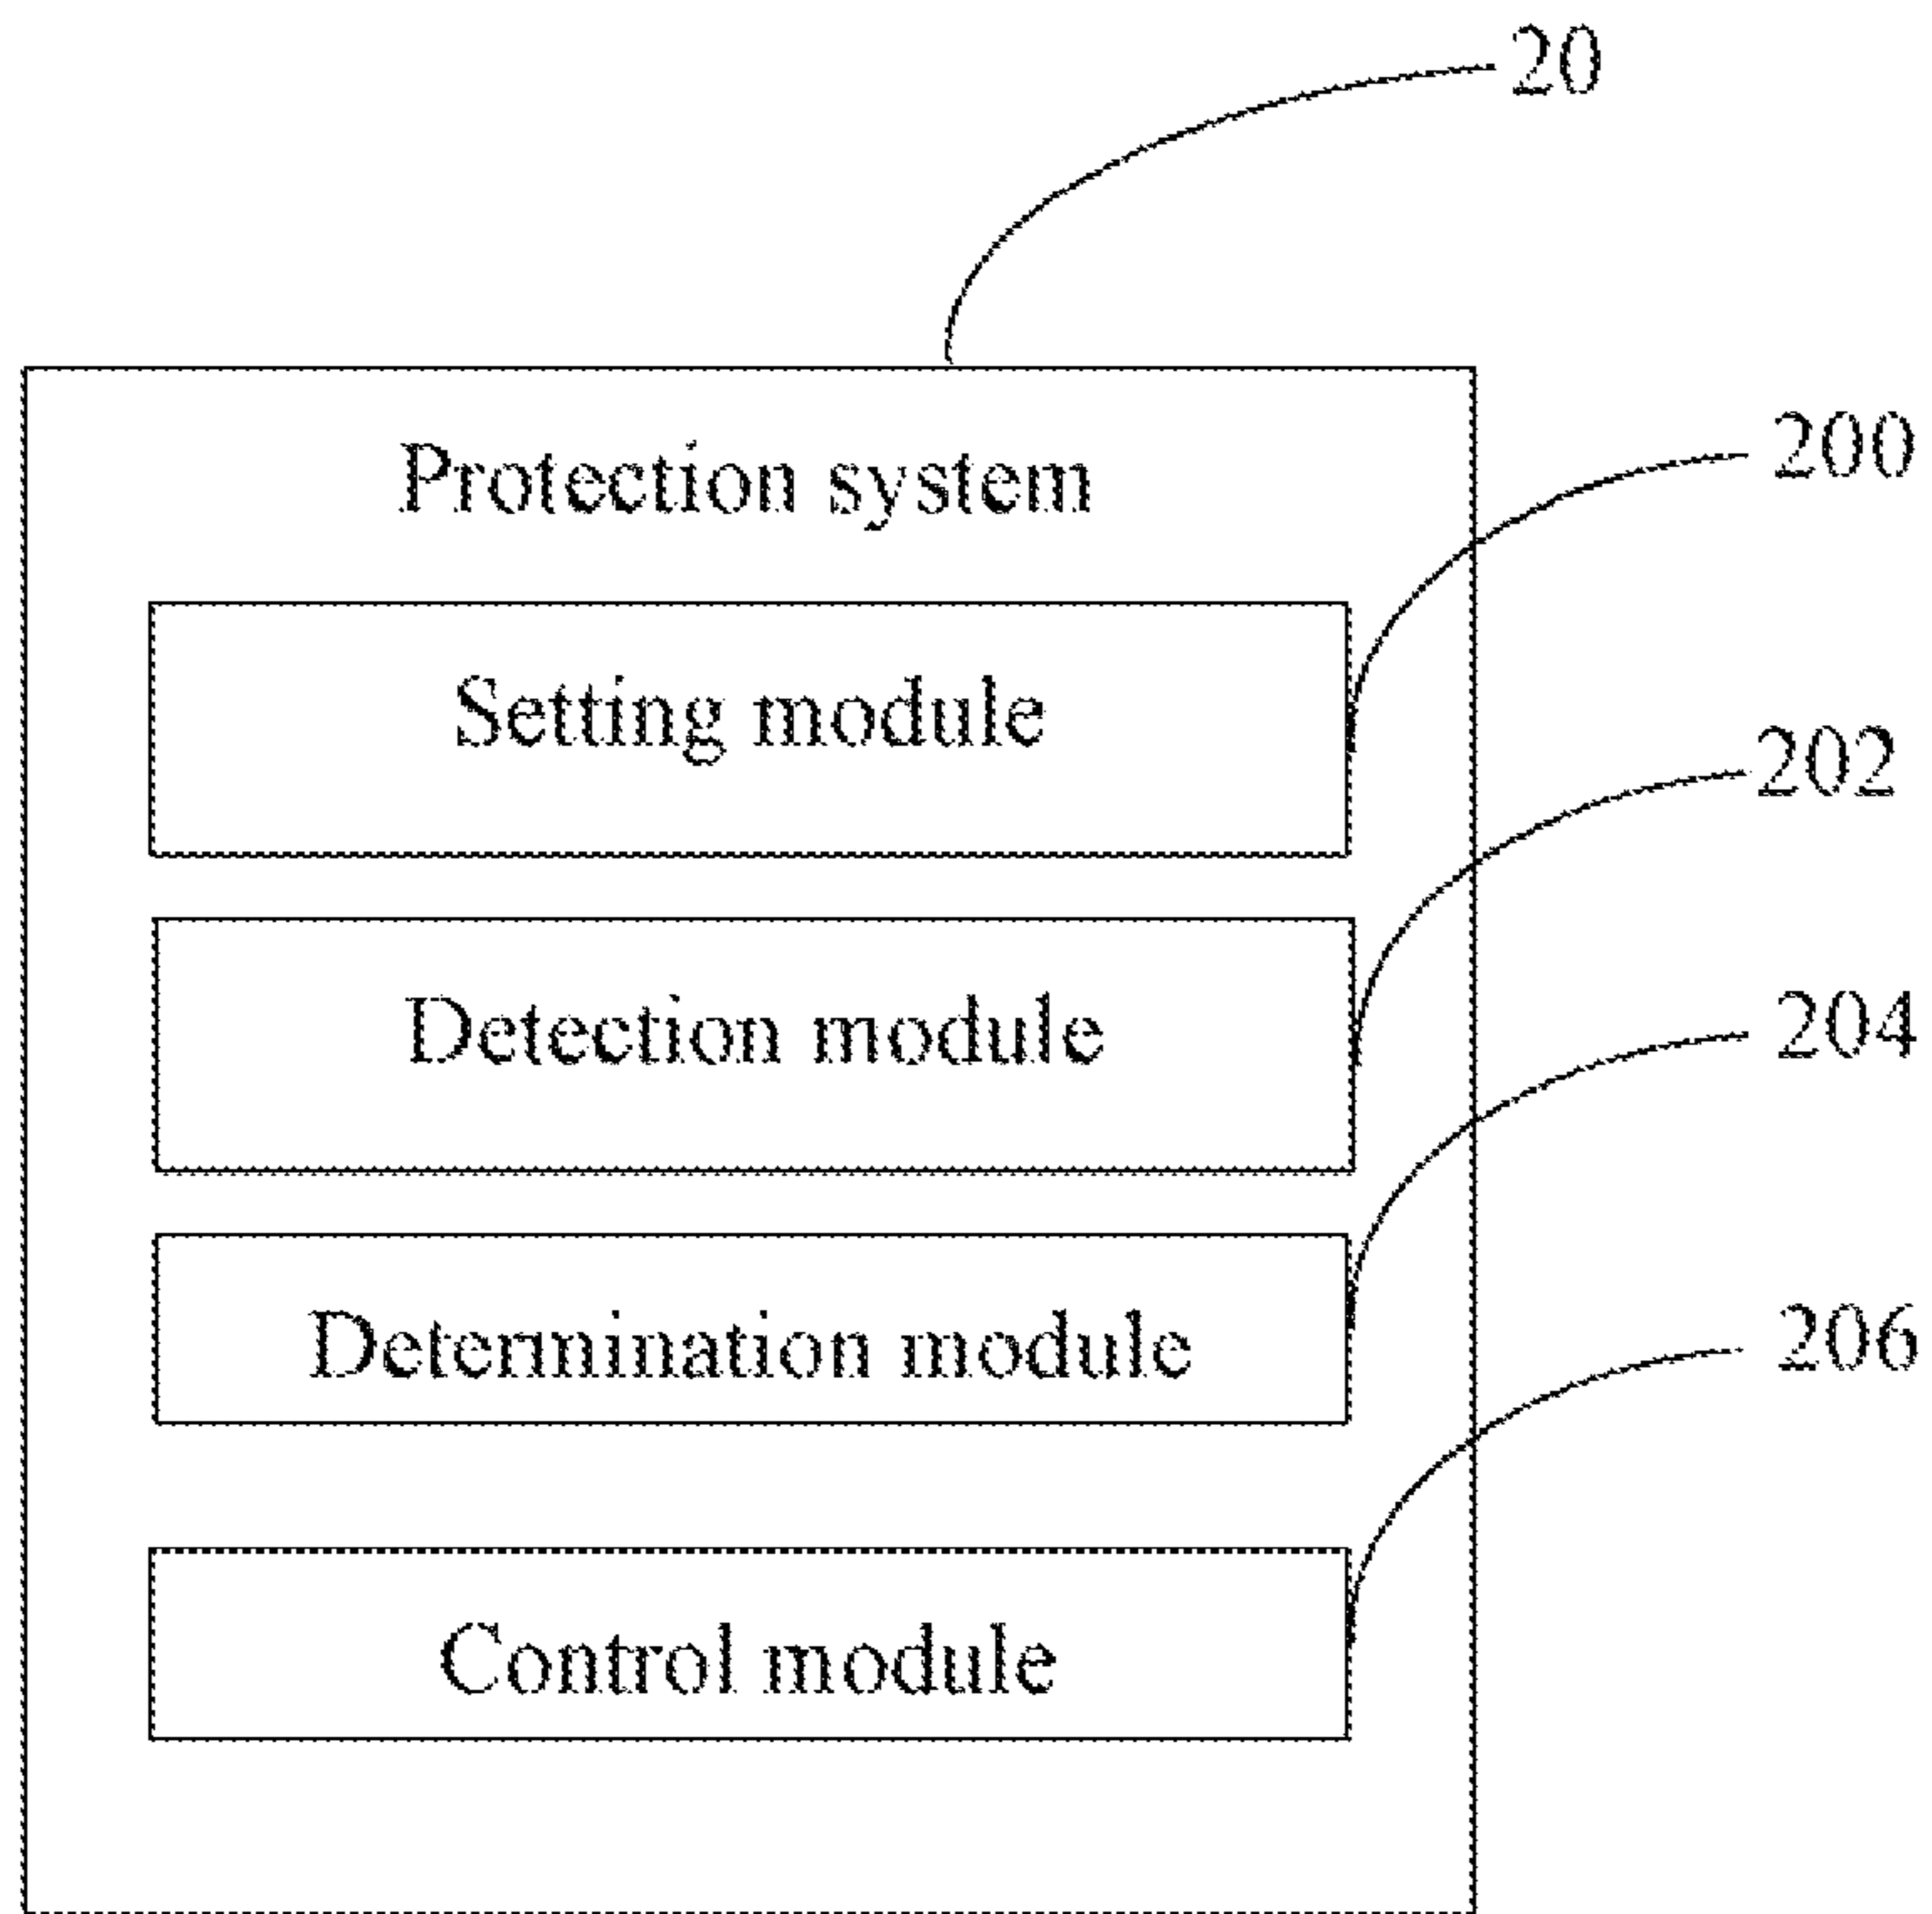 20
Protection system
200
Setting module
202
Detection module
204
Determination module
206
Control module